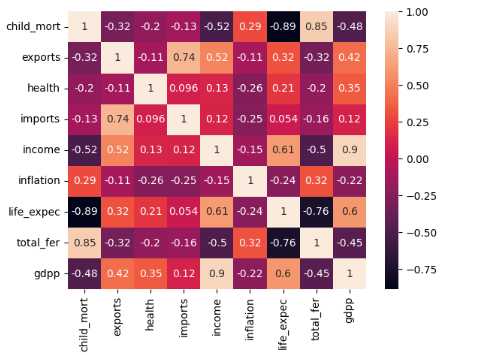 child_mort 1 -0.32 -0.2 -0.13 -0.52 0.29 -0.89 0.85 -0.48
exports -0.32 1 -0.11 0.74 0.52 -0.11 0.32 -0.32 0.42
health -0.2 -0.11 1 0.096 0.13 -0.26 0.21 -0.2 0.35
imports -0.13 0.74 0.096 1 0.12 -0.25 0.054 -0.16 0.12
income -0.52 0.52 0.13 0.12 1 -0.15 0.61 -0.5 0.9
inflation 0.29 -0.11 -0.26 -0.25 -0.15 1 -0.24 0.32 -0.22
life_expec -0.89 0.32 0.21 0.054 0.61 -0.24 1 -0.76 0.6
total_fer 0.85 -0.32 -0.2 -0.16 -0.5 0.32 -0.76 1 -0.45
gdpp -0.48 0.42 0.35 0.12 0.9 -0.22 0.6 -0.45 1
child_mort exports health imports income inflation life_expec total_fer gdpp
1.00
0.75
0.50
0.25
0.00
-0.25
-0.50
-0.75